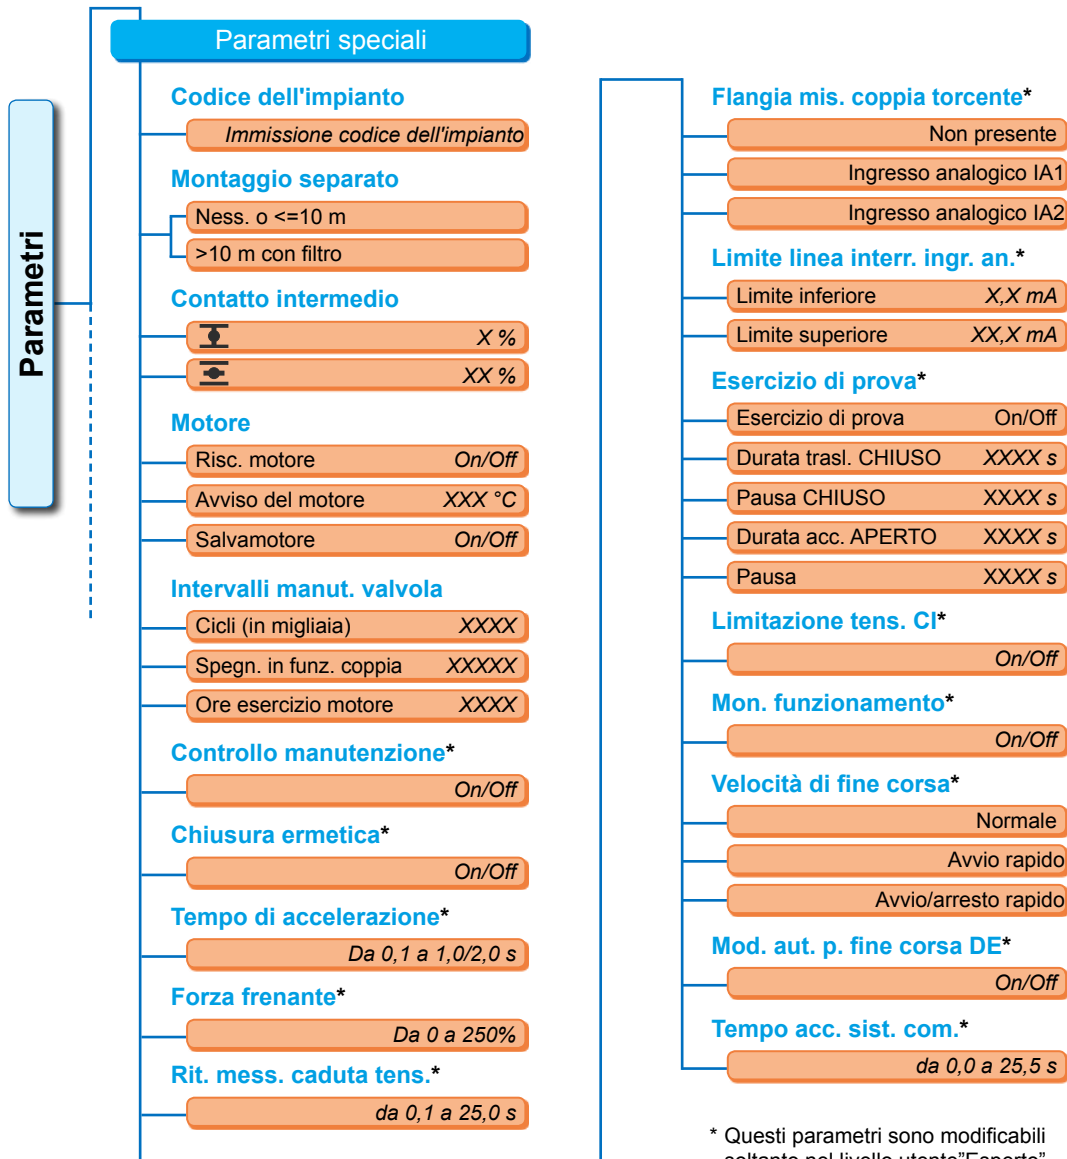 Parametri
Parametri speciali
Codice dell'impianto
Immissione codice dell'impianto
Montaggio separato
Ness. o <=10 m
>10 m con filtro
Contatto intermedio
X %
XX %
Motore
Risc. motore On/Off
Avviso del motore XXX °C
Salvamotore On/Off
Intervalli manut. valvola
Cicli (in migliaia) XXXX
Spegn. in funz. coppia XXXXX
Ore esercizio motore XXXX
Controllo manutenzione*
On/Off
Chiusura ermetica*
On/Off
Tempo di accelerazione*
Da 0,1 a 1,0/2,0 s
Forza frenante*
Da 0 a 250%
Rit. mess. caduta tens.*
da 0,1 a 25,0 s
Flangia mis. coppia torcente*
Non presente
Ingresso analogico IA1
Ingresso analogico IA2
Limite linea interr. ingr. an.*
Limite inferiore X,X mA
Limite superiore XX,X mA
Esercizio di prova*
Esercizio di prova On/Off
Durata trasl. CHIUSO XXXX s
Pausa CHIUSO XXXX s
Durata acc. APERTO XXXX s
Pausa XXXX s
Limitazione tens. CI*
On/Off
Mon. funzionamento*
On/Off
Velocità di fine corsa*
Normale
Avvio rapido
Avvio/arresto rapido
Mod. aut. p. fine corsa DE*
On/Off
Tempo acc. sist. com.*
da 0,0 a 25,5 s
* Questi parametri sono modificabili
soltanto nel livello utente"Esperto"